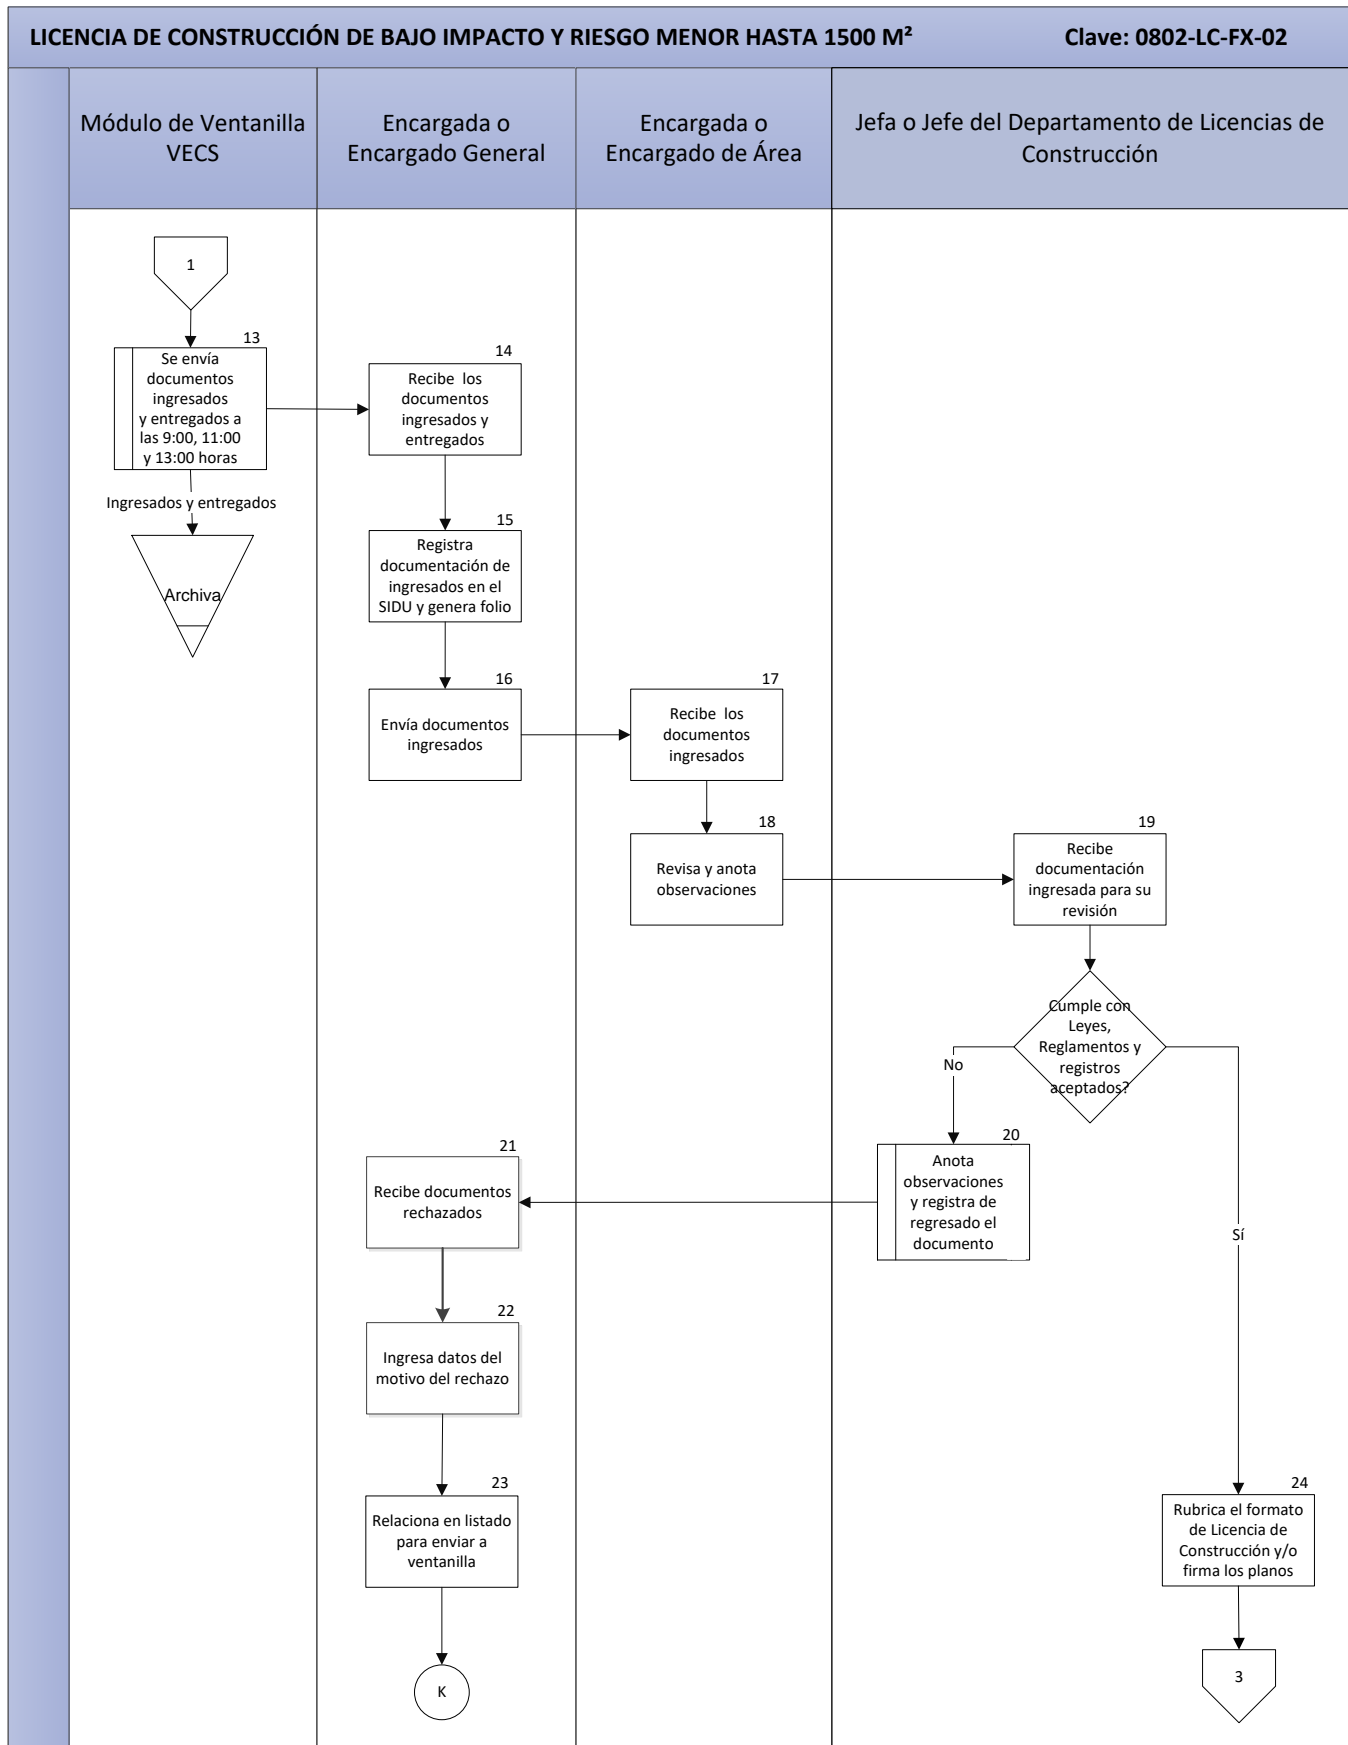 LICENCIA DE CONSTRUCCIÓN DE BAJO IMPACTO Y RIESGO MENOR HASTA 1500 M² Clave: 0802-LC-FX-02
Módulo de Ventanilla
VECS
Encargada o
Encargado General
Encargada o
Encargado de Área
Jefa o Jefe del Departamento de Licencias de
Construcción
1
13
Se envía
documentos
ingresados
y entregados a
las 9:00, 11:00
y 13:00 horas
Ingresados y entregados
Archiva
14
Recibe los
documentos
ingresados y
entregados
15
Registra
documentación de
ingresados en el
SIDU y genera folio
16
Envía documentos
ingresados
17
Recibe los
documentos
ingresados
18
Revisa y anota
observaciones
19
Recibe
documentación
ingresada para su
revisión
Cumple con
Leyes,
Reglamentos y
registros
aceptados?
No
Sí
20
Anota
observaciones
y registra de
regresado el
documento
21
Recibe documentos
rechazados
22
Ingresa datos del
motivo del rechazo
23
Relaciona en listado
para enviar a
ventanilla
K
24
Rubrica el formato
de Licencia de
Construcción y/o
firma los planos
3